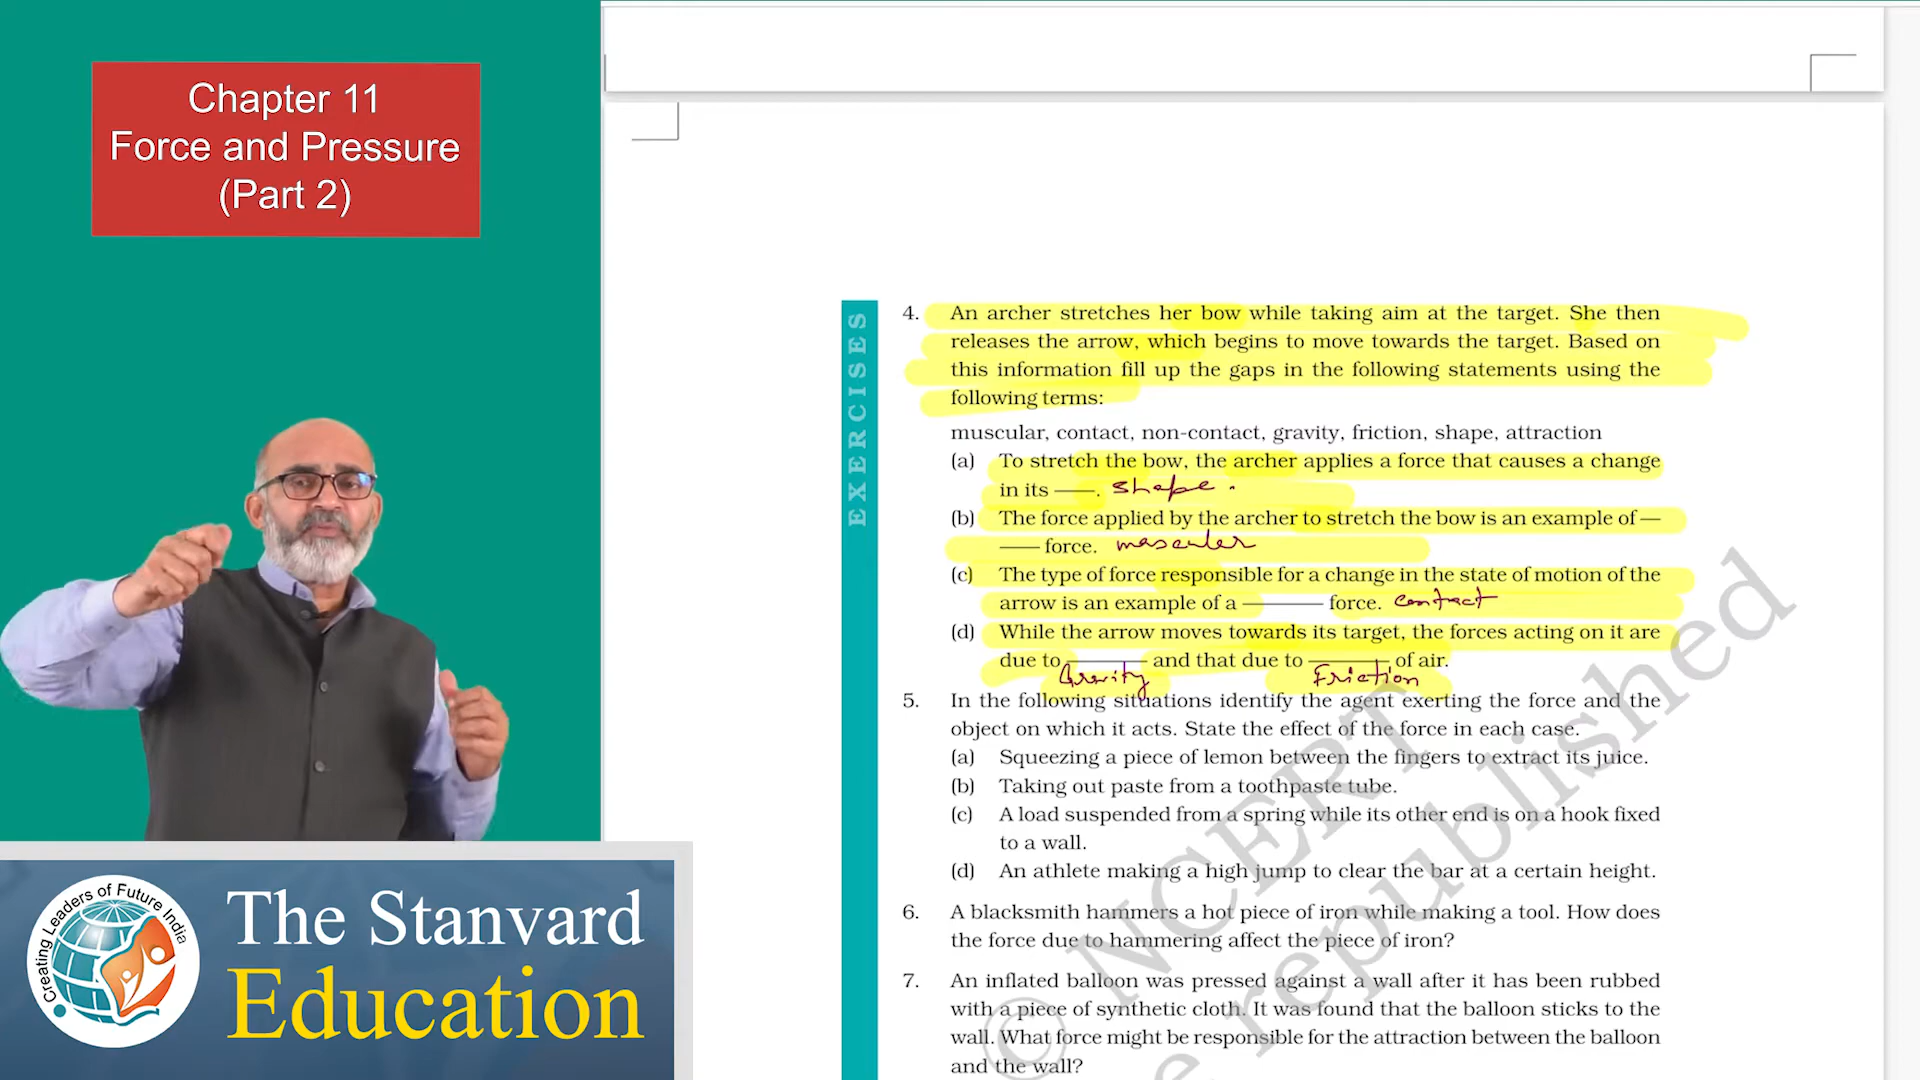 Chapter 11
Force and Pressure
(Part 2)
EXERCISES
4. An archer stretches her bow while taking aim at the target. She then
releases the arrow, which begins to move towards the target. Based on
this information fill up the gaps in the following statements using the
following terms:
muscular, contact, non-contact, gravity, friction, shape, attraction
(a) To stretch the bow, the archer applies a force that causes a change
in its ——. shape.
(b) The force applied by the archer to stretch the bow is an example of —
—— force. mascular
(c) The type of force responsible for a change in the state of motion of the
arrow is an example of a ——— force. contact
(d) While the arrow moves towards its target, the forces acting on it are
due to ——— and that due to ——— of air.
Gravity Friction
5. In the following situations identify the agent exerting the force and the
object on which it acts. State the effect of the force in each case.
(a) Squeezing a piece of lemon between the fingers to extract its juice.
(b) Taking out paste from a toothpaste tube.
(c) A load suspended from a spring while its other end is on a hook fixed
to a wall.
(d) An athlete making a high jump to clear the bar at a certain height.
6. A blacksmith hammers a hot piece of iron while making a tool. How does
the force due to hammering affect the piece of iron?
7. An inflated balloon was pressed against a wall after it has been rubbed
with a piece of synthetic cloth. It was found that the balloon sticks to the
wall. What force might be responsible for the attraction between the balloon
and the wall?
© NCERT
e republished
Creating Leaders of Future India
The Stanvard
Education